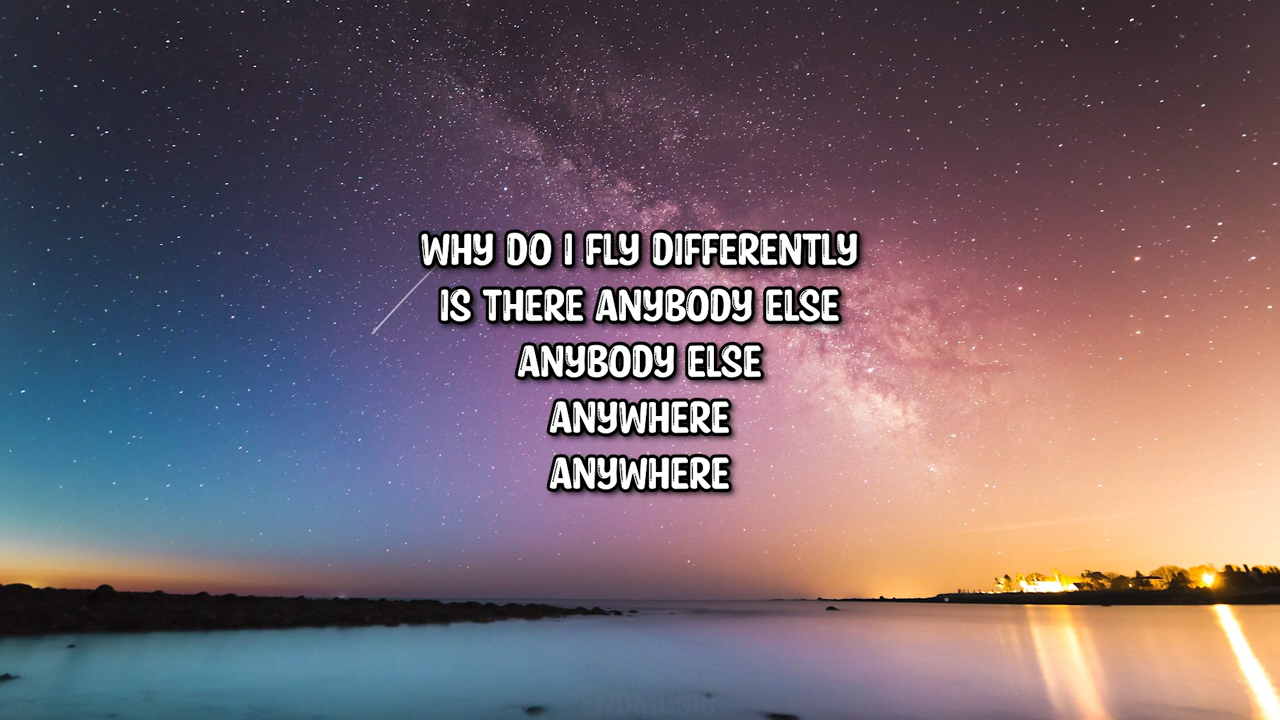 WHY DO I FLY DIFFERENTLY
IS THERE ANYBODY ELSE
ANYBODY ELSE
ANYWHERE
ANYWHERE